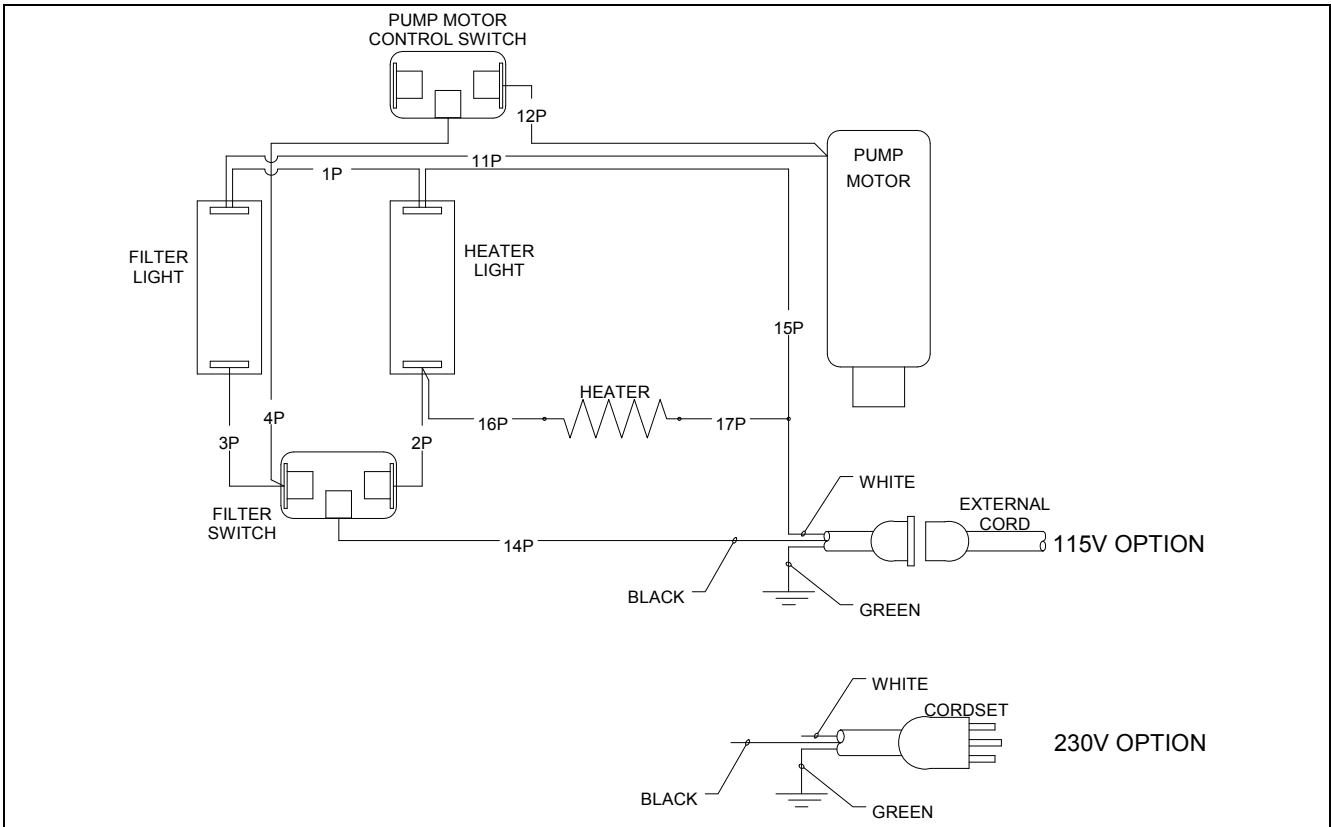 PUMP MOTOR
CONTROL SWITCH
12P
11P
1P
PUMP
MOTOR
FILTER
LIGHT
HEATER
LIGHT
15P
HEATER
4P
16P
17P
3P
2P
FILTER
SWITCH
WHITE
EXTERNAL
CORD
14P
115V OPTION
BLACK
GREEN
WHITE
CORDSET
230V OPTION
BLACK
GREEN